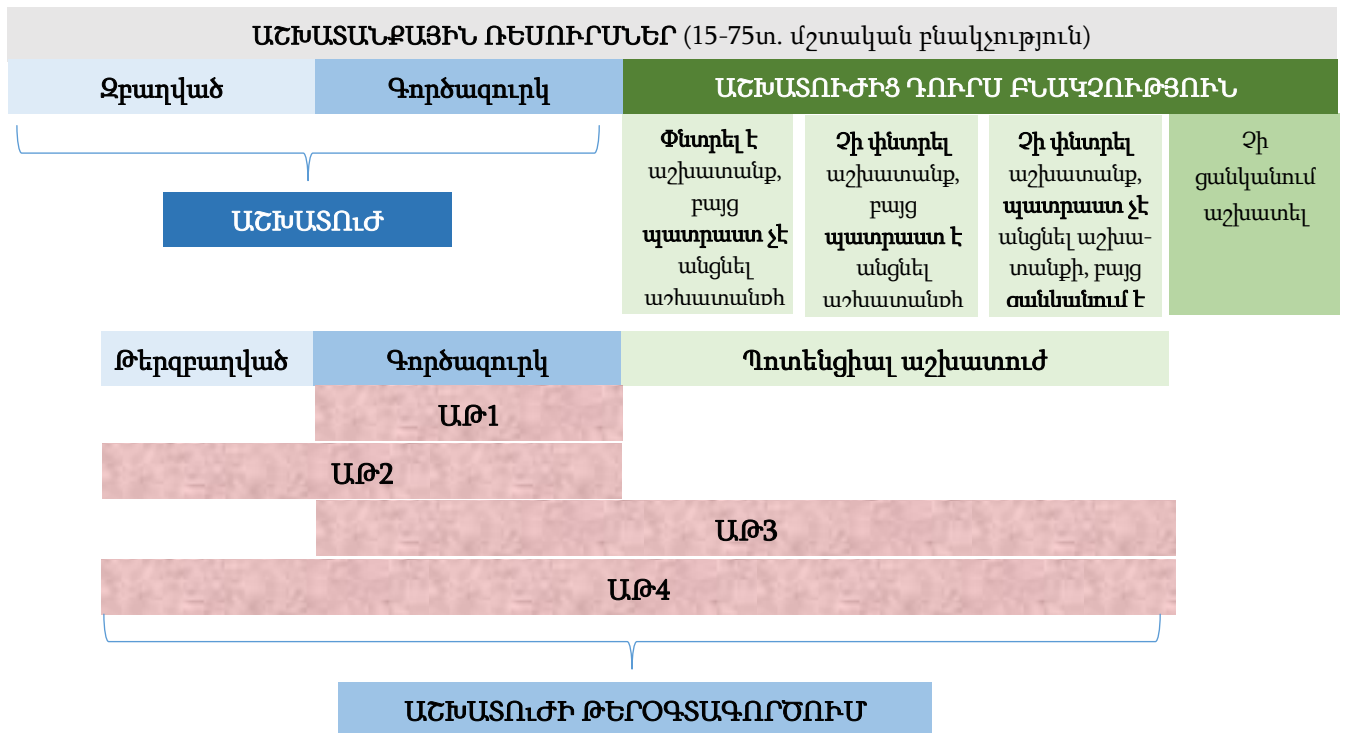 ԱՇԽԱՏԱՆՔԱՅԻՆ ՌԵՍՈՒՐՍՆԵՐ (15-75տ. մշտական բնակչություն)
Զբաղված
Գործազուրկ
ԱՇԽԱՏՈՒԺԻՑ ԴՈՒՐՍ ԲՆԱԿՉՈՒԹՅՈՒՆ
ԱՇԽԱՏՈւԺ
Փնտրել է
աշխատանք,
բայց
պատրաստ չէ
անցնել
աշխատանքի
Չի փնտրել
աշխատանք,
բայց
պատրաստ է
անցնել
աշխատանքի
Չի փնտրել
աշխատանք,
պատրաստ չէ
անցնել աշխա-
տանքի, բայց
ցանկանում է
Չի
ցանկանում
աշխատել
Թերզբաղված
Գործազուրկ
Պոտենցիալ աշխատուժ
ԱԹ1
ԱԹ2
ԱԹ3
ԱԹ4
ԱՇԽԱՏՈւԺԻ ԹԵՐՕԳՏԱԳՈՐԾՈՒՄ